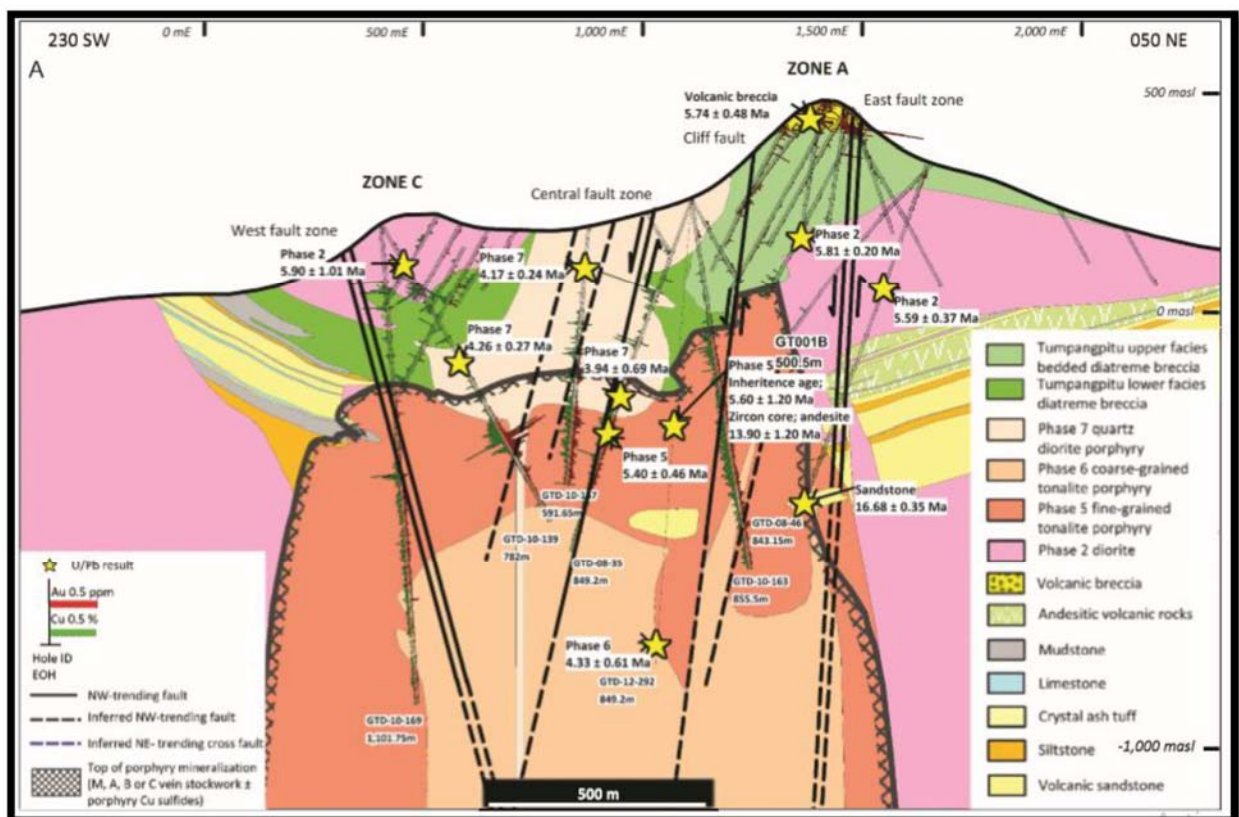 230 SW
0 mE
500 mE
1,000 mE
1,500 mE
2,000 mE
050 NE
A
ZONE A
500 masl
Volcanic breccia
5.74 ± 0.48 Ma
East fault zone
Cliff fault
ZONE C
Central fault zone
West fault zone
Phase 2
5.90 ± 1.01 Ma
Phase 7
4.17 ± 0.24 Ma
Phase 2
5.81 ± 0.20 Ma
Phase 2
5.59 ± 0.37 Ma
0 masl
Phase 7
4.26 ± 0.27 Ma
Phase 7
3.94 ± 0.69 Ma
GT001B
500.5m
Phase 5
Inheritence age;
5.60 ± 1.20 Ma
Zircon core; andesite
13.90 ± 1.20 Ma
Phase 5
5.40 ± 0.46 Ma
Sandstone
16.68 ± 0.35 Ma
GTD-10-167
591.65m
GTD-10-139
782m
GTD-08-35
849.2m
GTD-08-46
843.15m
GTD-10-163
855.5m
Phase 6
4.33 ± 0.61 Ma
GTD-12-292
849.2m
GTD-10-169
1,101.75m
500 m
U/Pb result
Au 0.5 ppm
Cu 0.5 %
Hole ID
EOH
NW-trending fault
Inferred NW-trending fault
Inferred NE- trending cross fault
Top of porphyry mineralization
(M, A, B or C vein stockwork ±
porphyry Cu sulfides)
Tumpangpitu upper facies
bedded diatreme breccia
Tumpangpitu lower facies
diatreme breccia
Phase 7 quartz
diorite porphyry
Phase 6 coarse-grained
tonalite porphyry
Phase 5 fine-grained
tonalite porphyry
Phase 2 diorite
Volcanic breccia
Andesitic volcanic rocks
Mudstone
Limestone
Crystal ash tuff
Siltstone
-1,000 masl
Volcanic sandstone